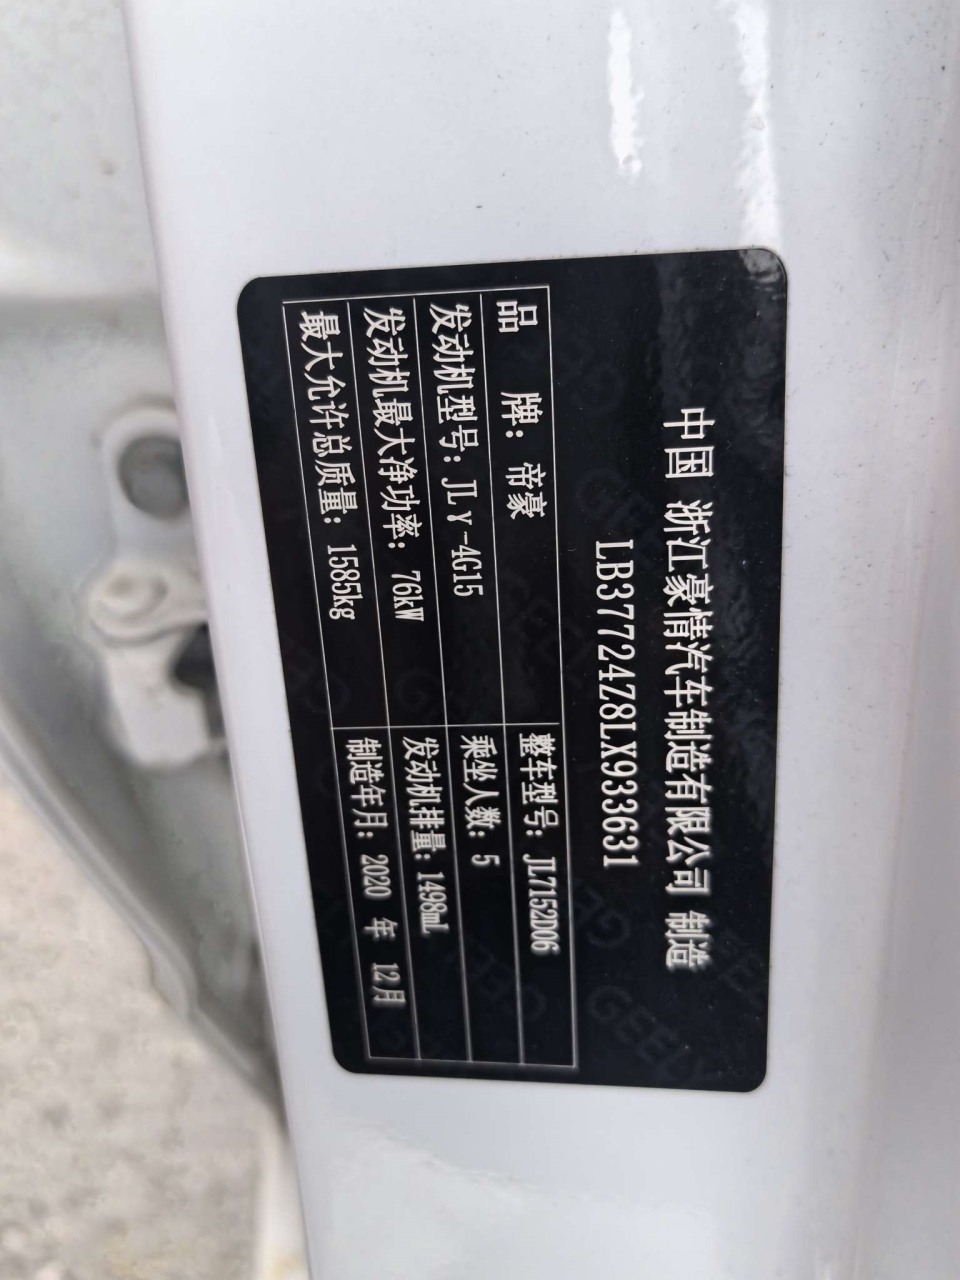 中国 浙江豪情汽车制造有限公司 制造
LB37724Z8LX933631
品 牌: 帝豪 整车型号: JL7152D06
发动机型号: JLγ-4G15 乘坐人数: 5
发动机最大净功率: 76kW 发动机排量: 1498mL
最大允许总质量: 1585kg 制造年月: 2020 年 12月
GEELY